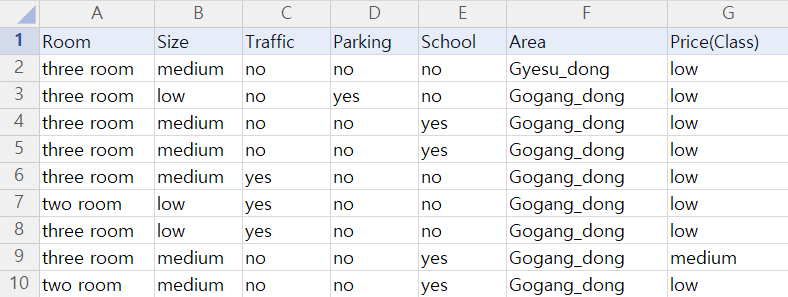 A B C D E F G
1 Room Size Traffic Parking School Area Price(Class)
2 three room medium no no no Gyesu_dong low
3 three room low no yes no Gogang_dong low
4 three room medium no no yes Gogang_dong low
5 three room medium no no yes Gogang_dong low
6 three room medium yes no no Gogang_dong low
7 two room low yes no no Gogang_dong low
8 three room low yes no no Gogang_dong low
9 three room medium no no yes Gogang_dong medium
10 two room medium no no yes Gogang_dong low